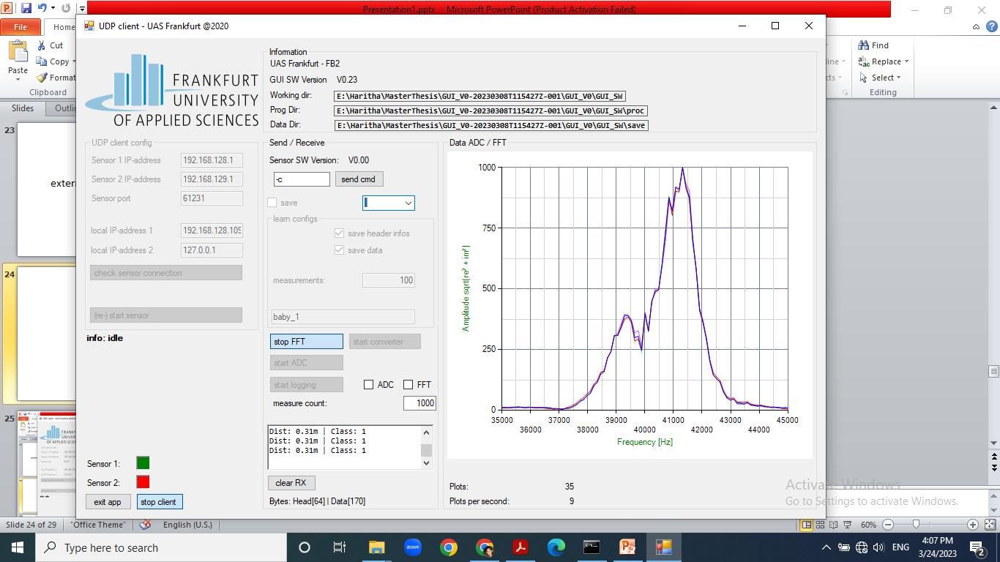 Presentation1.pptx - Microsoft PowerPoint (Product Activation Failed)
File
Home
UDP client - UAS Frankfurt @2020
Paste
Cut
Copy
Format
Clipboard
Find
Replace
Select
Editing
Slides
Outlin
23
extern
24
25
FRANKFURT
UNIVERSITY
OF APPLIED SCIENCES
Information
UAS Frankfurt - FB2
GUI SW Version V0.23
Working dir: E:\Haritha\MasterThesis\GUI_V0-20230308T115427Z-001\GUI_V0\GUI_SW
Prog Dir: E:\Haritha\MasterThesis\GUI_V0-20230308T115427Z-001\GUI_V0\GUI_SW\proc
Data Dir: E:\Haritha\MasterThesis\GUI_V0-20230308T115427Z-001\GUI_V0\GUI_SW\save
UDP client config
Sensor 1 IP-address 192.168.128.1
Sensor 2 IP-address 192.168.129.1
Sensor port 61231
local IP-address 1 192.168.128.109
local IP-address 2 127.0.0.1
check sensor connection
(re-) start sensor
info: idle
Sensor 1:
Sensor 2:
exit app
stop client
Send / Receive
Sensor SW Version: V0.00
-c
send cmd
save
learn configs
save header infos
save data
measurements: 100
baby_1
stop FFT
start converter
start ADC
start logging
ADC
FFT
measure count: 1000
Dist: 0.31m | Class: 1
Dist: 0.31m | Class: 1
Dist: 0.31m | Class: 1
clear RX
Bytes: Head[64] | Data[170]
Data ADC / FFT
1000
750
500
250
0
Amplitude sqrt(re² + im²)
35000 37000 39000 41000 43000 45000
36000 38000 40000 42000 44000
Frequency [Hz]
Plots: 35
Plots per second: 9
Activate Windows
Go to Settings to activate Windows.
Slide 24 of 29
"Office Theme"
English (U.S.)
60%
Type here to search
zoom
ENG
4:07 PM
3/24/2023
2